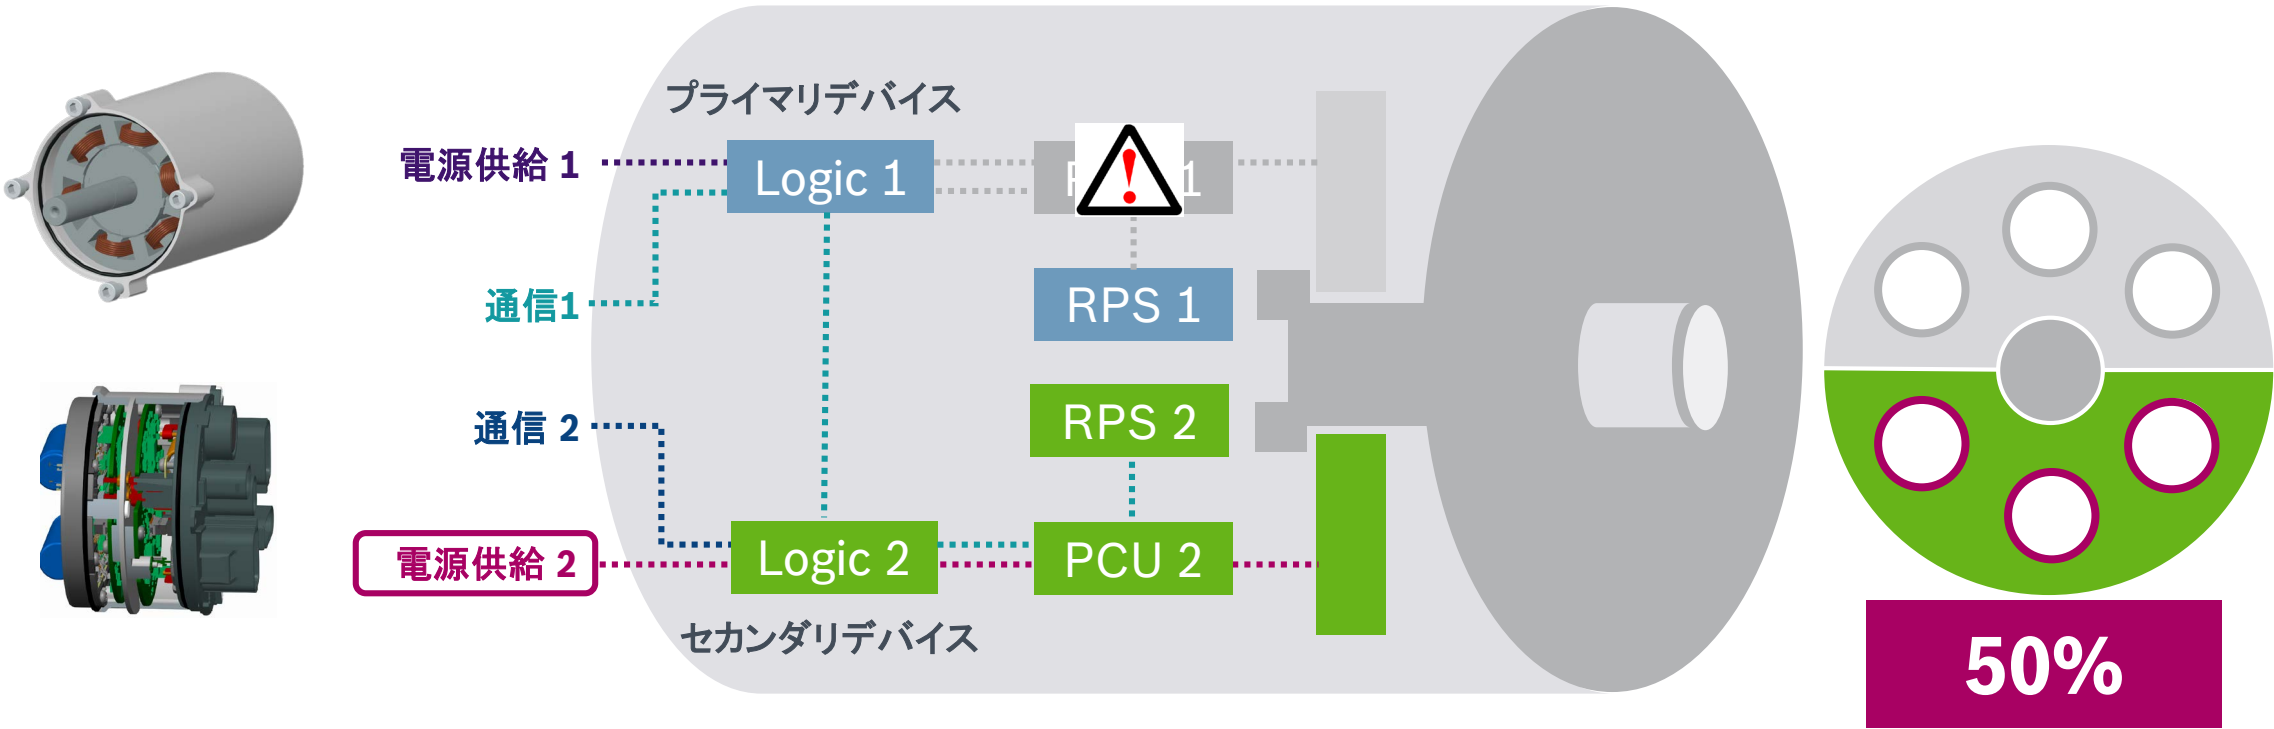 プライマリデバイス
電源供給 1
Logic 1
1
通信1
RPS 1
通信 2
RPS 2
電源供給 2
Logic 2
PCU 2
セカンダリデバイス
50%